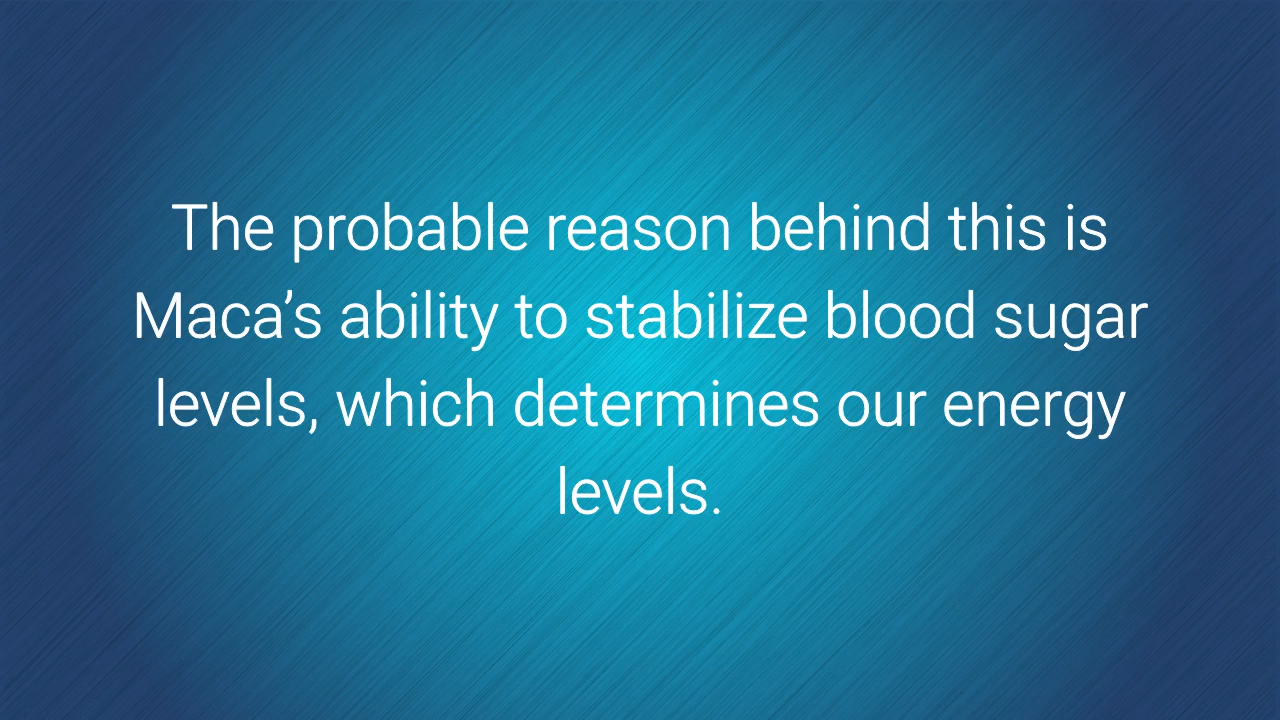 The probable reason behind this is
Maca’s ability to stabilize blood sugar
levels, which determines our energy
levels.